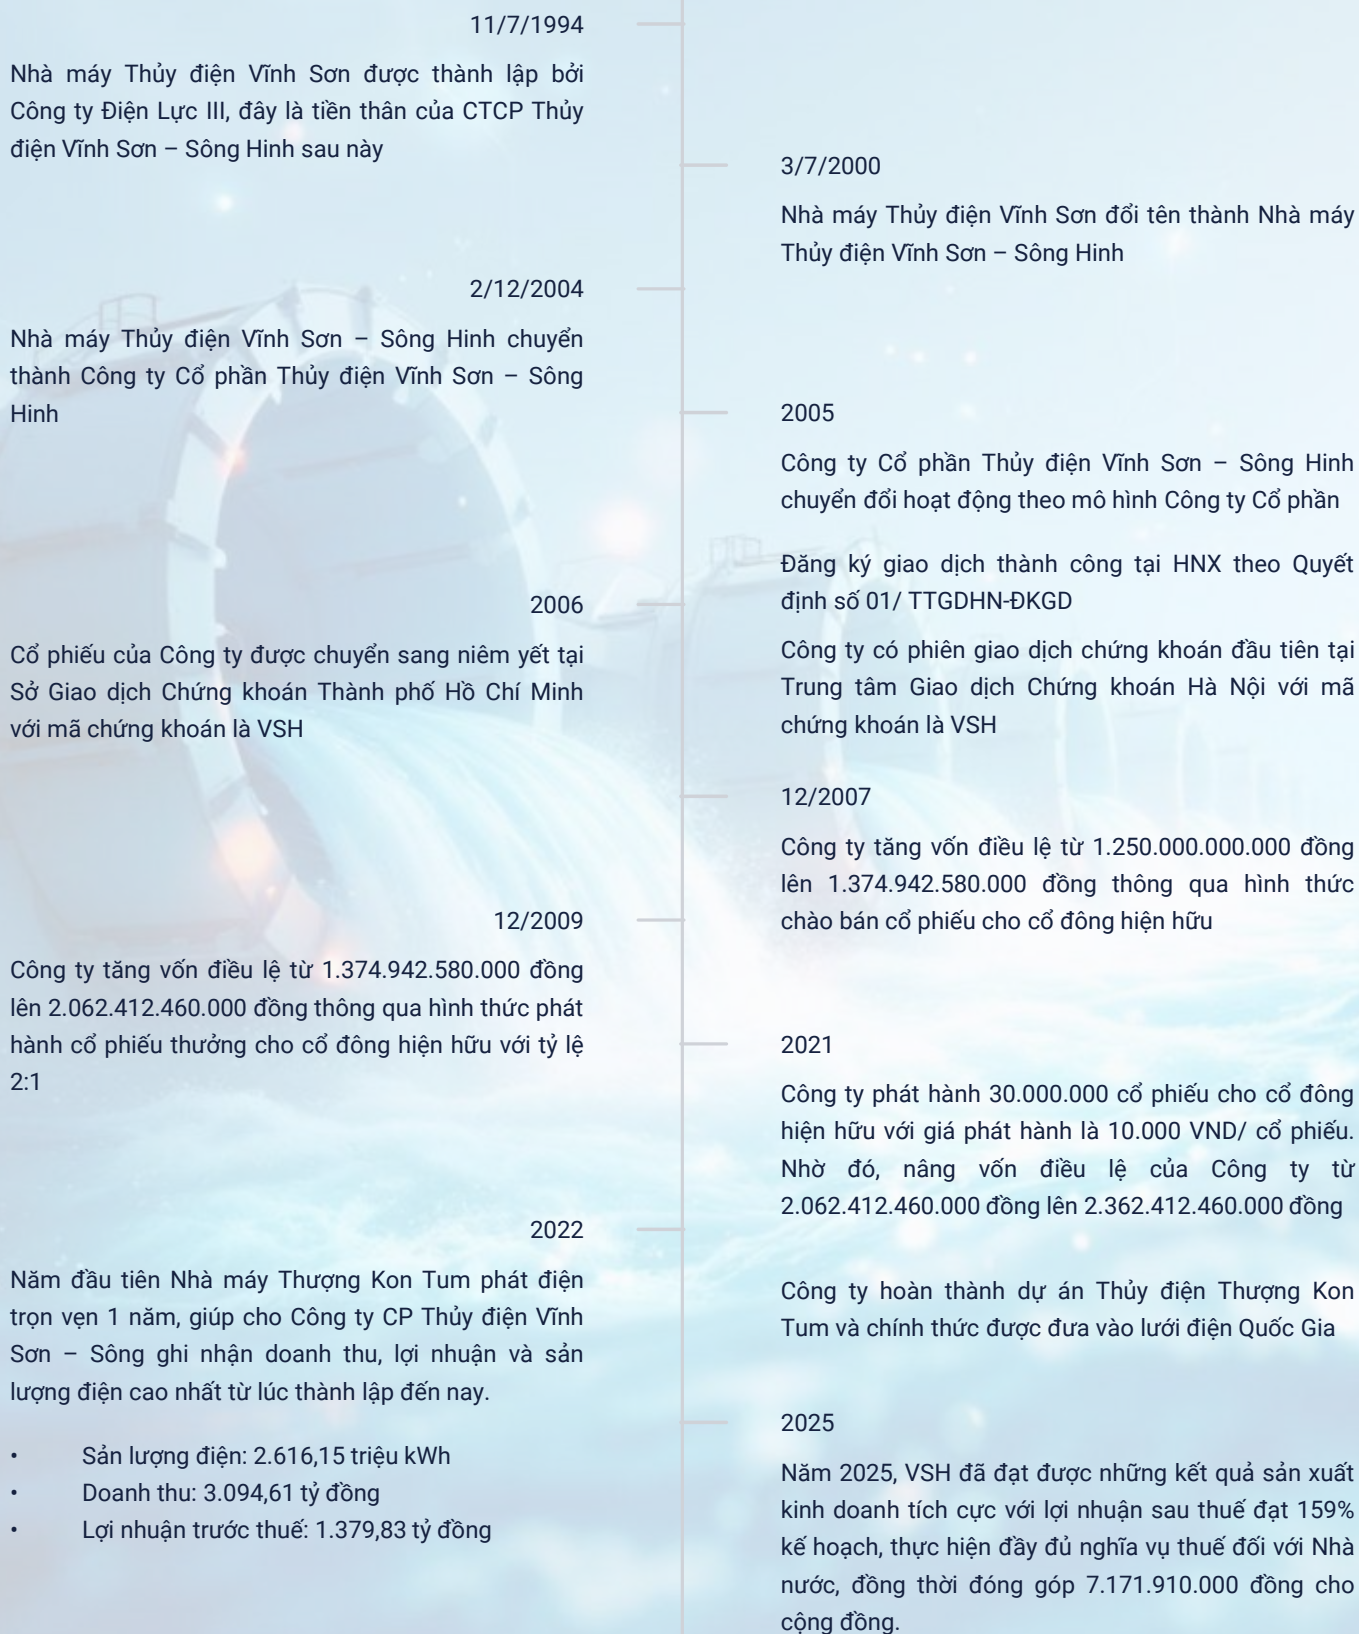 11/7/1994
Nhà máy Thủy điện Vĩnh Sơn được thành lập bởi
Công ty Điện Lực III, đây là tiền thân của CTCP Thủy
điện Vĩnh Sơn – Sông Hinh sau này
3/7/2000
Nhà máy Thủy điện Vĩnh Sơn đổi tên thành Nhà máy
Thủy điện Vĩnh Sơn – Sông Hinh
2/12/2004
Nhà máy Thủy điện Vĩnh Sơn – Sông Hinh chuyển
thành Công ty Cổ phần Thủy điện Vĩnh Sơn – Sông
Hinh
2005
Công ty Cổ phần Thủy điện Vĩnh Sơn – Sông Hinh
chuyển đổi hoạt động theo mô hình Công ty Cổ phần
Đăng ký giao dịch thành công tại HNX theo Quyết
định số 01/ TTGDHN-ĐKGD
Công ty có phiên giao dịch chứng khoán đầu tiên tại
Trung tâm Giao dịch Chứng khoán Hà Nội với mã
chứng khoán là VSH
2006
Cổ phiếu của Công ty được chuyển sang niêm yết tại
Sở Giao dịch Chứng khoán Thành phố Hồ Chí Minh
với mã chứng khoán là VSH
12/2007
Công ty tăng vốn điều lệ từ 1.250.000.000.000 đồng
lên 1.374.942.580.000 đồng thông qua hình thức
chào bán cổ phiếu cho cổ đông hiện hữu
12/2009
Công ty tăng vốn điều lệ từ 1.374.942.580.000 đồng
lên 2.062.412.460.000 đồng thông qua hình thức phát
hành cổ phiếu thưởng cho cổ đông hiện hữu với tỷ lệ
2:1
2021
Công ty phát hành 30.000.000 cổ phiếu cho cổ đông
hiện hữu với giá phát hành là 10.000 VND/ cổ phiếu.
Nhờ đó, nâng vốn điều lệ của Công ty từ
2.062.412.460.000 đồng lên 2.362.412.460.000 đồng
Công ty hoàn thành dự án Thủy điện Thượng Kon
Tum và chính thức được đưa vào lưới điện Quốc Gia
2022
Năm đầu tiên Nhà máy Thượng Kon Tum phát điện
trọn vẹn 1 năm, giúp cho Công ty CP Thủy điện Vĩnh
Sơn – Sông ghi nhận doanh thu, lợi nhuận và sản
lượng điện cao nhất từ lúc thành lập đến nay.
• Sản lượng điện: 2.616,15 triệu kWh
• Doanh thu: 3.094,61 tỷ đồng
• Lợi nhuận trước thuế: 1.379,83 tỷ đồng
2025
Năm 2025, VSH đã đạt được những kết quả sản xuất
kinh doanh tích cực với lợi nhuận sau thuế đạt 159%
kế hoạch, thực hiện đầy đủ nghĩa vụ thuế đối với Nhà
nước, đồng thời đóng góp 7.171.910.000 đồng cho
cộng đồng.